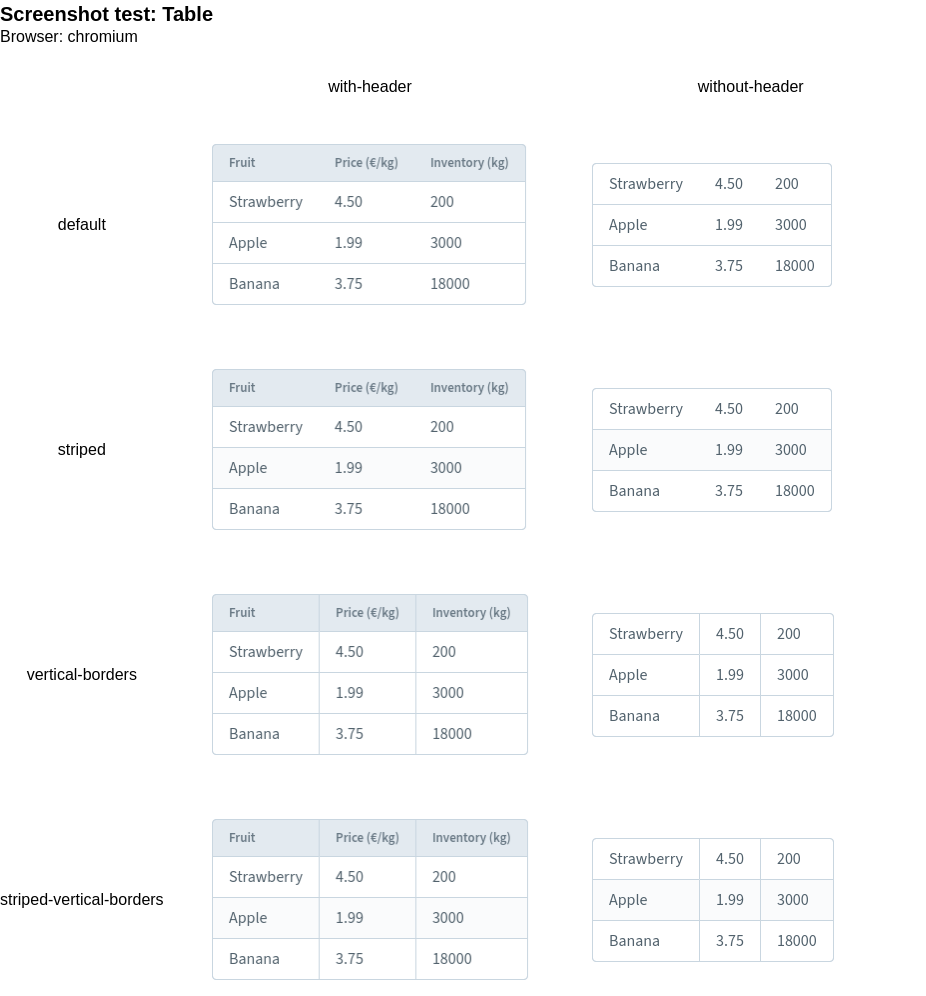 Screenshot test: Table
Browser: chromium
with-header without-header
default
Fruit Price (€/kg) Inventory (kg)
Strawberry 4.50 200
Apple 1.99 3000
Banana 3.75 18000
Strawberry 4.50 200
Apple 1.99 3000
Banana 3.75 18000
striped
Fruit Price (€/kg) Inventory (kg)
Strawberry 4.50 200
Apple 1.99 3000
Banana 3.75 18000
Strawberry 4.50 200
Apple 1.99 3000
Banana 3.75 18000
vertical-borders
Fruit Price (€/kg) Inventory (kg)
Strawberry 4.50 200
Apple 1.99 3000
Banana 3.75 18000
Strawberry 4.50 200
Apple 1.99 3000
Banana 3.75 18000
striped-vertical-borders
Fruit Price (€/kg) Inventory (kg)
Strawberry 4.50 200
Apple 1.99 3000
Banana 3.75 18000
Strawberry 4.50 200
Apple 1.99 3000
Banana 3.75 18000